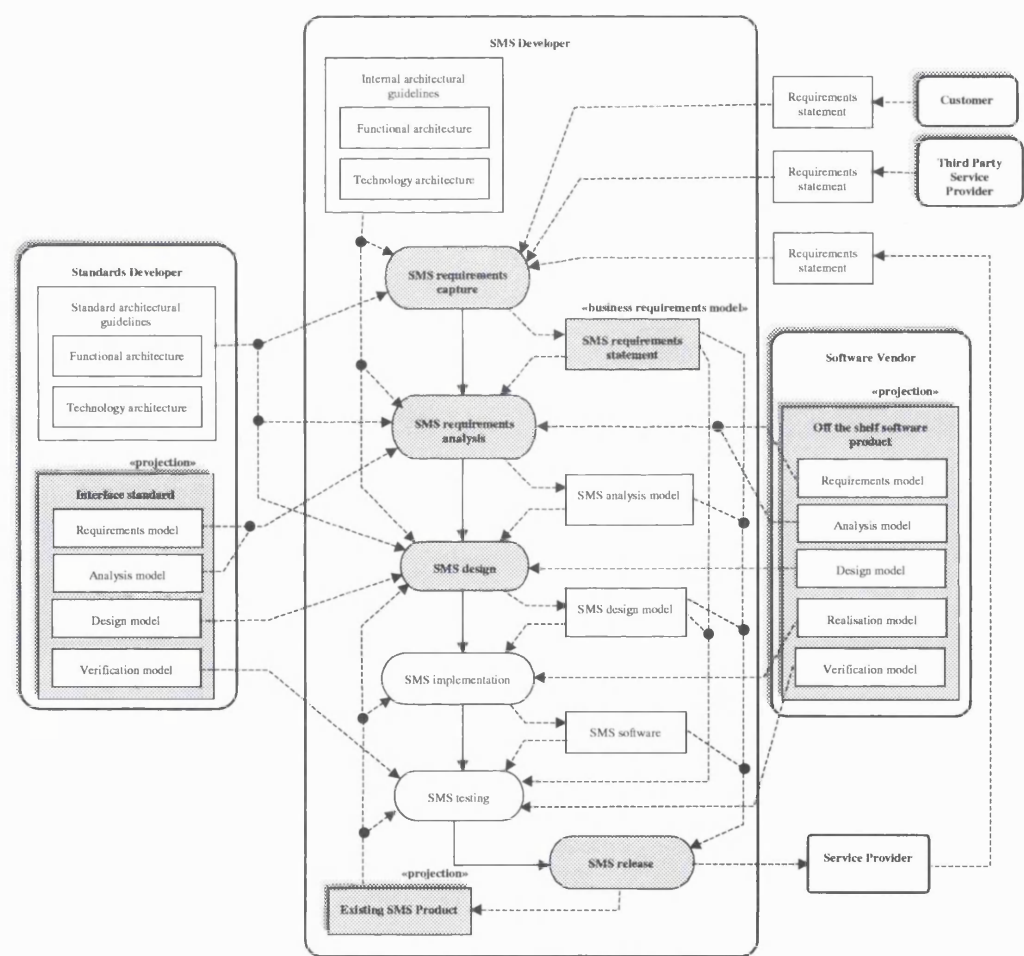 SMS Developer
Internal architectural
guidelines
Functional architecture
Technology architecture
Requirements
statement
Customer
Requirements
statement
Third Party
Service
Provider
Requirements
statement
Standards Developer
Standard architectural
guidelines
Functional architecture
Technology architecture
SMS requirements
capture
«business requirements model»
SMS requirements
statement
Software Vendor
«projection»
Off the shelf software
product
Requirements model
Analysis model
Design model
Realisation model
Verification model
SMS requirements
analysis
«projection»
Interface standard
Requirements model
Analysis model
Design model
Verification model
SMS analysis model
SMS design
SMS design model
SMS implementation
SMS software
SMS testing
SMS release
Service Provider
«projection»
Existing SMS Product